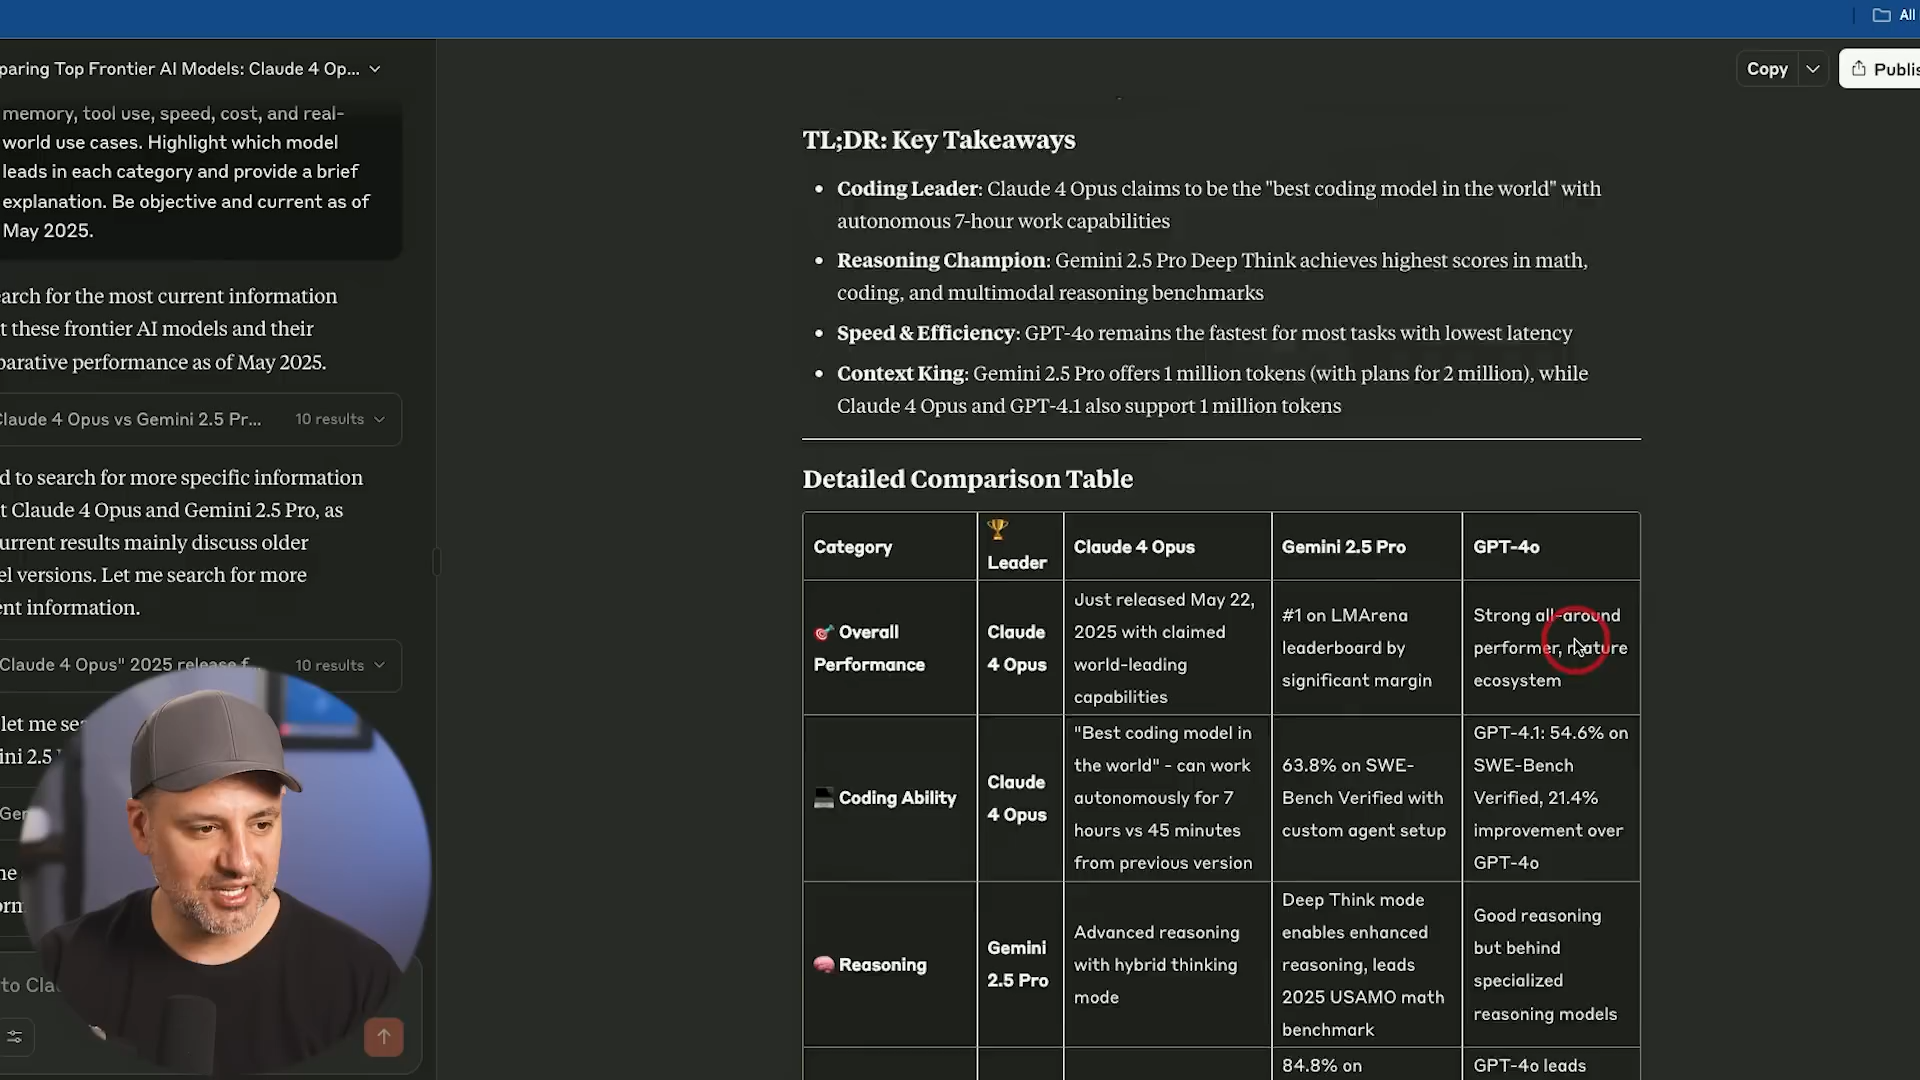 All
paring Top Frontier AI Models: Claude 4 Op...
Copy
Publis
memory, tool use, speed, cost, and real-
world use cases. Highlight which model
leads in each category and provide a brief
explanation. Be objective and current as of
May 2025.
earch for the most current information
t these frontier AI models and their
parative performance as of May 2025.
Claude 4 Opus vs Gemini 2.5 Pr...
10 results
d to search for more specific information
t Claude 4 Opus and Gemini 2.5 Pro, as
urrent results mainly discuss older
el versions. Let me search for more
ent information.
"Claude 4 Opus" 2025 release f...
10 results
let me sea
ini 2.5
Gem
ne
orn
to Cla
TL;DR: Key Takeaways
• Coding Leader: Claude 4 Opus claims to be the "best coding model in the world" with
autonomous 7-hour work capabilities
• Reasoning Champion: Gemini 2.5 Pro Deep Think achieves highest scores in math,
coding, and multimodal reasoning benchmarks
• Speed & Efficiency: GPT-4o remains the fastest for most tasks with lowest latency
• Context King: Gemini 2.5 Pro offers 1 million tokens (with plans for 2 million), while
Claude 4 Opus and GPT-4.1 also support 1 million tokens
Detailed Comparison Table
Category
🏆
Leader
Claude 4 Opus
Gemini 2.5 Pro
GPT-4o
🎯 Overall
Performance
Claude
4 Opus
Just released May 22,
2025 with claimed
world-leading
capabilities
#1 on LMArena
leaderboard by
significant margin
Strong all-around
performer, mature
ecosystem
💻 Coding Ability
Claude
4 Opus
"Best coding model in
the world" - can work
autonomously for 7
hours vs 45 minutes
from previous version
63.8% on SWE-
Bench Verified with
custom agent setup
GPT-4.1: 54.6% on
SWE-Bench
Verified, 21.4%
improvement over
GPT-4o
🧠 Reasoning
Gemini
2.5 Pro
Advanced reasoning
with hybrid thinking
mode
Deep Think mode
enables enhanced
reasoning, leads
2025 USAMO math
benchmark
Good reasoning
but behind
specialized
reasoning models
84.8% on
GPT-4o leads